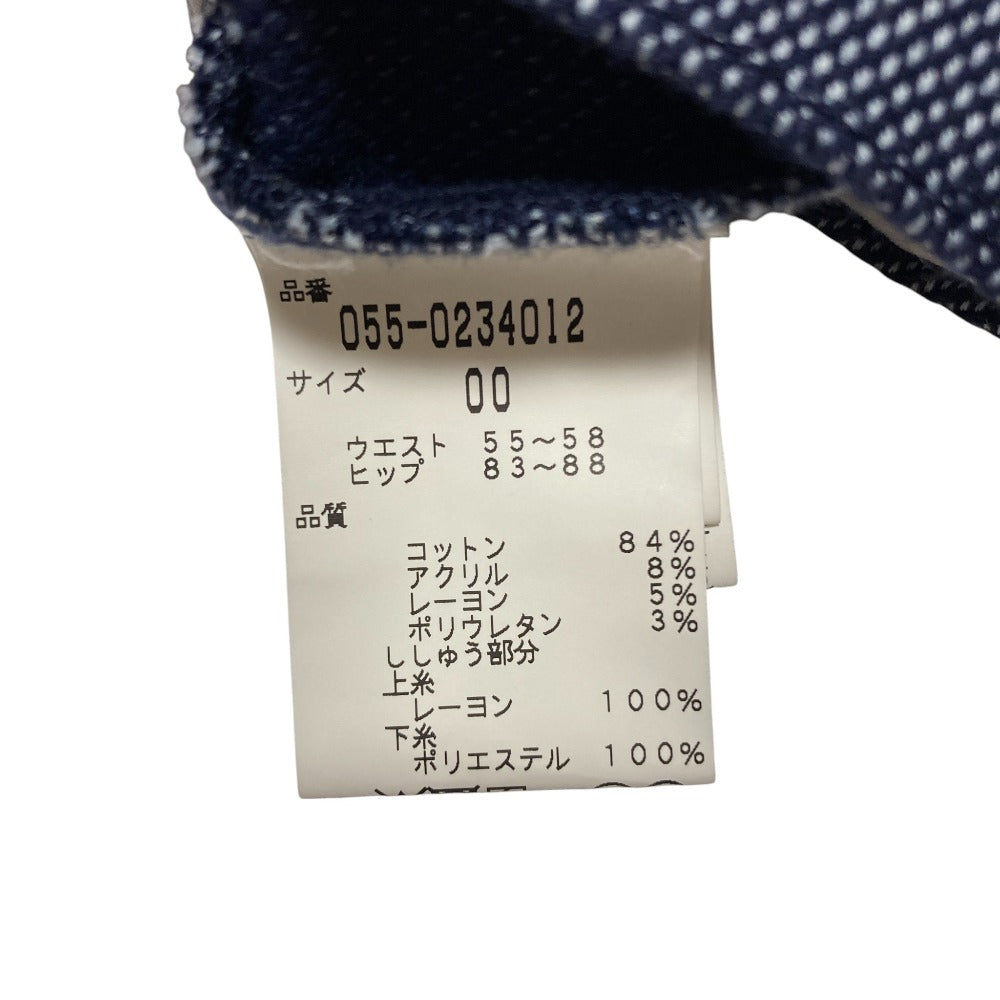 品番
055-0234012
サイズ 00
ウエスト 55～58
ヒップ 83～88
品質
コットン 84%
アクリル 8%
レーヨン 5%
ポリウレタン 3%
ししゅう部分
上糸
レーヨン 100%
下糸
ポリエステル 100%